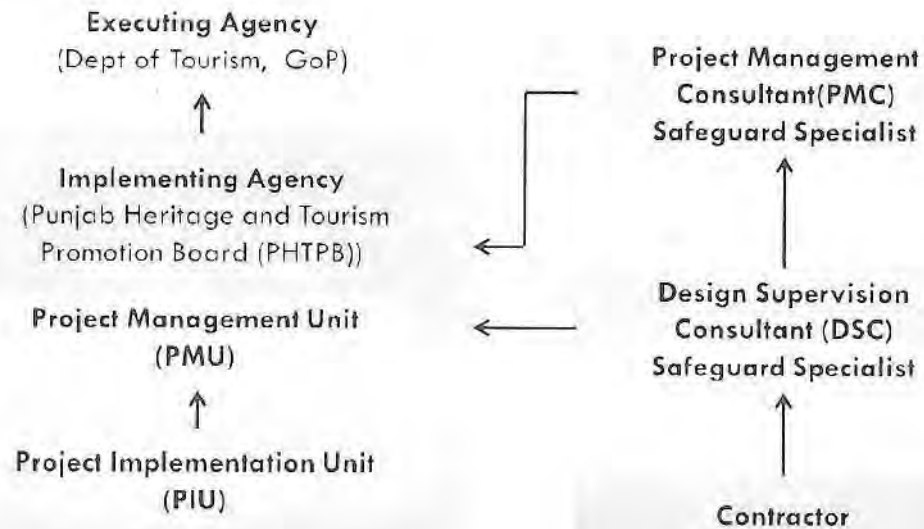 Executing Agency
(Dept of Tourism, GoP)
Implementing Agency
(Punjab Heritage and Tourism
Promotion Board (PHTPB))
Project Management Unit
(PMU)
Project Implementation Unit
(PIU)
Project Management
Consultant(PMC)
Safeguard Specialist
Design Supervision
Consultant (DSC)
Safeguard Specialist
Contractor